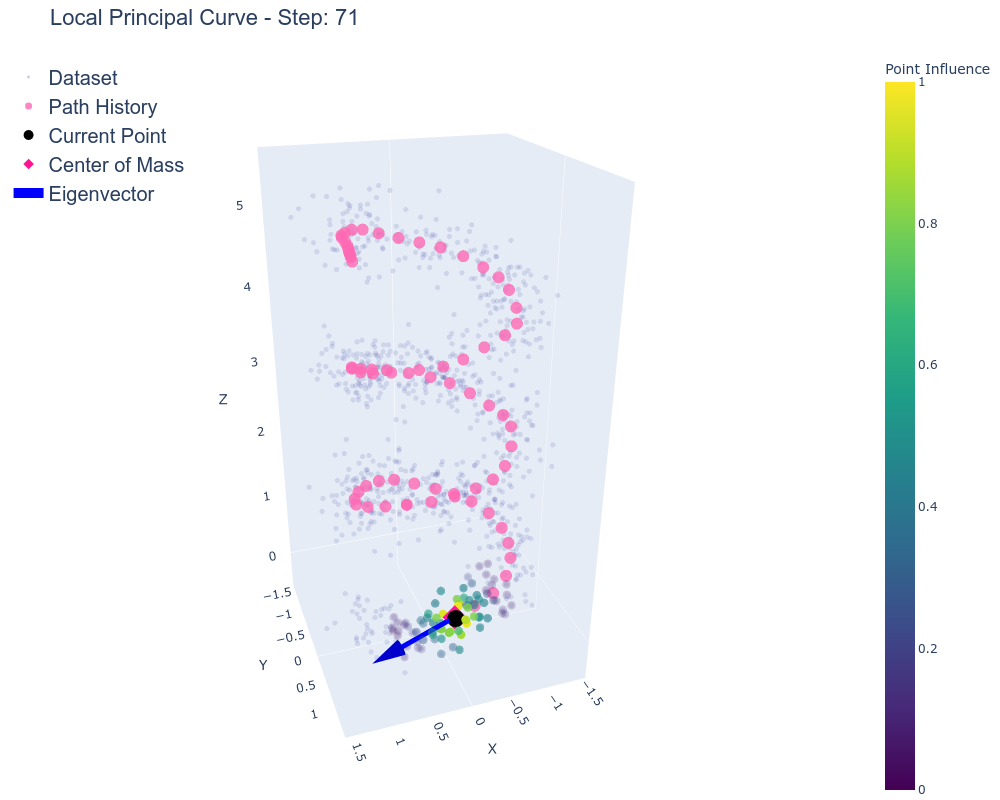 Local Principal Curve - Step: 71
Dataset
Path History
Current Point
Center of Mass
Eigenvector
Point Influence
1
0.8
0.6
0.4
0.2
0
5
4
3
Z
2
1
0
−1.5
−1
−0.5
Y
0
0.5
1
1.5
1
0.5
0
−0.5
−1
−1.5
X